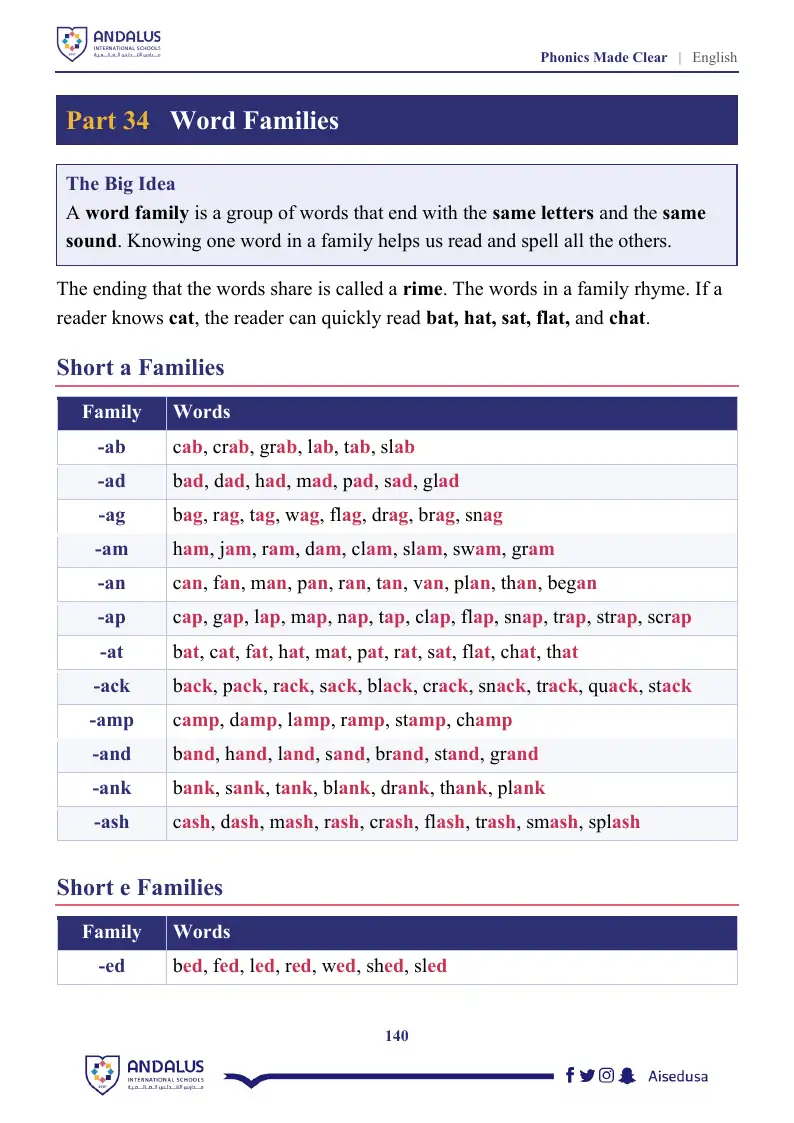 ANDALUS
INTERNATIONAL SCHOOLS
مدارس الأندلس العالمية
Phonics Made Clear | English
Part 34 Word Families
The Big Idea
A word family is a group of words that end with the same letters and the same
sound. Knowing one word in a family helps us read and spell all the others.
The ending that the words share is called a rime. The words in a family rhyme. If a
reader knows cat, the reader can quickly read bat, hat, sat, flat, and chat.
Short a Families
Family Words
-ab cab, crab, grab, lab, tab, slab
-ad bad, dad, had, mad, pad, sad, glad
-ag bag, rag, tag, wag, flag, drag, brag, snag
-am ham, jam, ram, dam, clam, slam, swam, gram
-an can, fan, man, pan, ran, tan, van, plan, than, began
-ap cap, gap, lap, map, nap, tap, clap, flap, snap, trap, strap, scrap
-at bat, cat, fat, hat, mat, pat, rat, sat, flat, chat, that
-ack back, pack, rack, sack, black, crack, snack, track, quack, stack
-amp camp, damp, lamp, ramp, stamp, champ
-and band, hand, land, sand, brand, stand, grand
-ank bank, sank, tank, blank, drank, thank, plank
-ash cash, dash, mash, rash, crash, flash, trash, smash, splash
Short e Families
Family Words
-ed bed, fed, led, red, wed, shed, sled
140
ANDALUS
INTERNATIONAL SCHOOLS
مدارس الأندلس العالمية
Aisedusa